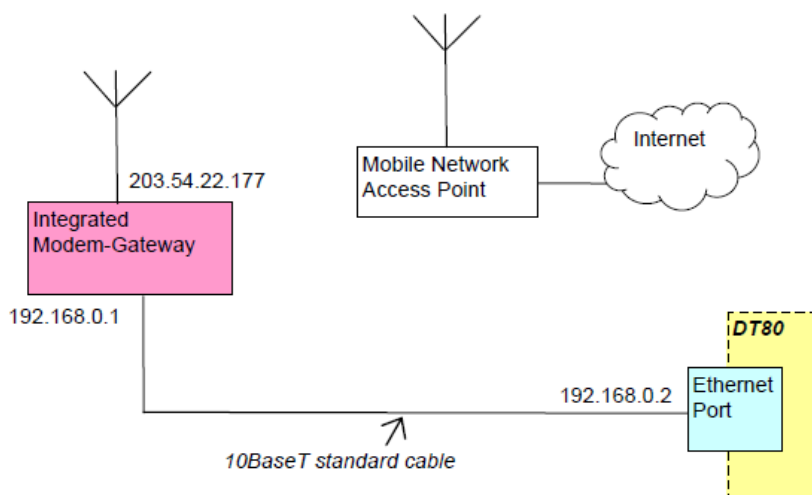 Internet
Mobile Network
Access Point
203.54.22.177
Integrated
Modem-Gateway
192.168.0.1
DT80
Ethernet
Port
192.168.0.2
10BaseT standard cable